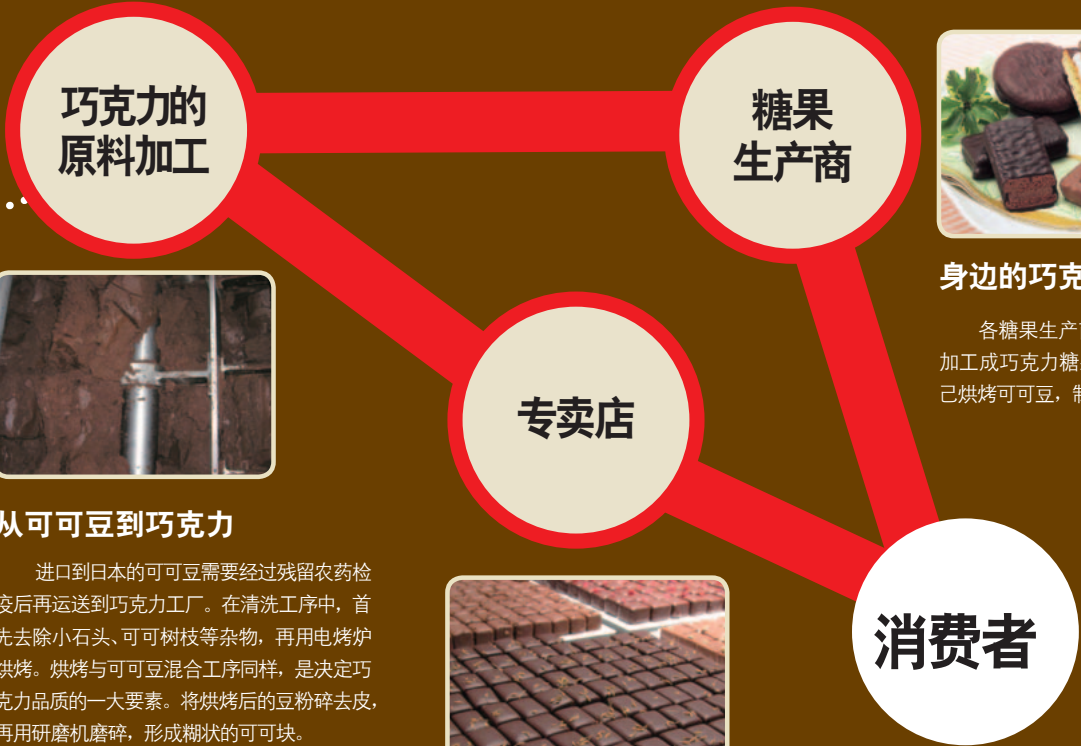 巧克力的
原料加工
糖果
生产商
专卖店
消费者
身边的巧克
各糖果生产
加工成巧克力糖
己烘烤可可豆，制
从可可豆到巧克力
进口到日本的可可豆需要经过残留农药检
疫后再运送到巧克力工厂。在清洗工序中，首
先去除小石头、可可树枝等杂物，再用电烤炉
烘烤。烘烤与可可豆混合工序同样，是决定巧
克力品质的一大要素。将烘烤后的豆粉碎去皮，
再用研磨机磨碎，形成糊状的可可块。